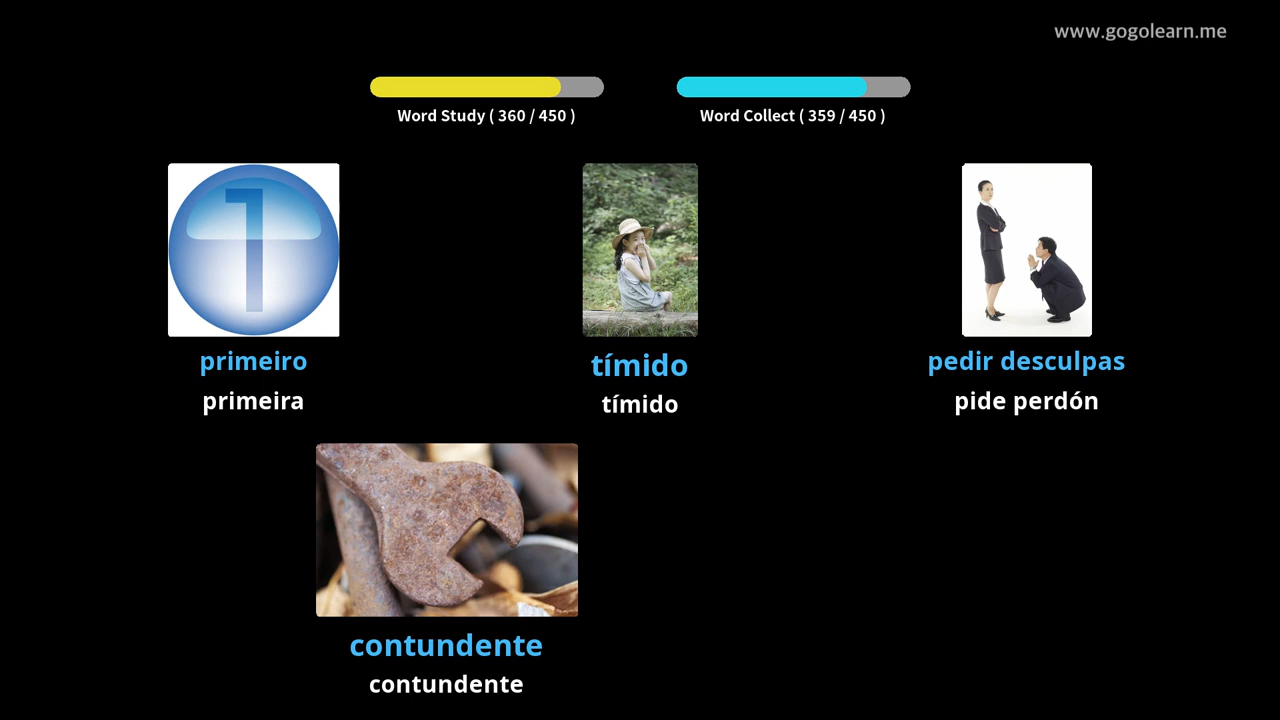 www.gogolearn.me
Word Study ( 360 / 450 )
Word Collect ( 359 / 450 )
1
primeiro
primeira
tímido
tímido
pedir desculpas
pide perdón
contundente
contundente